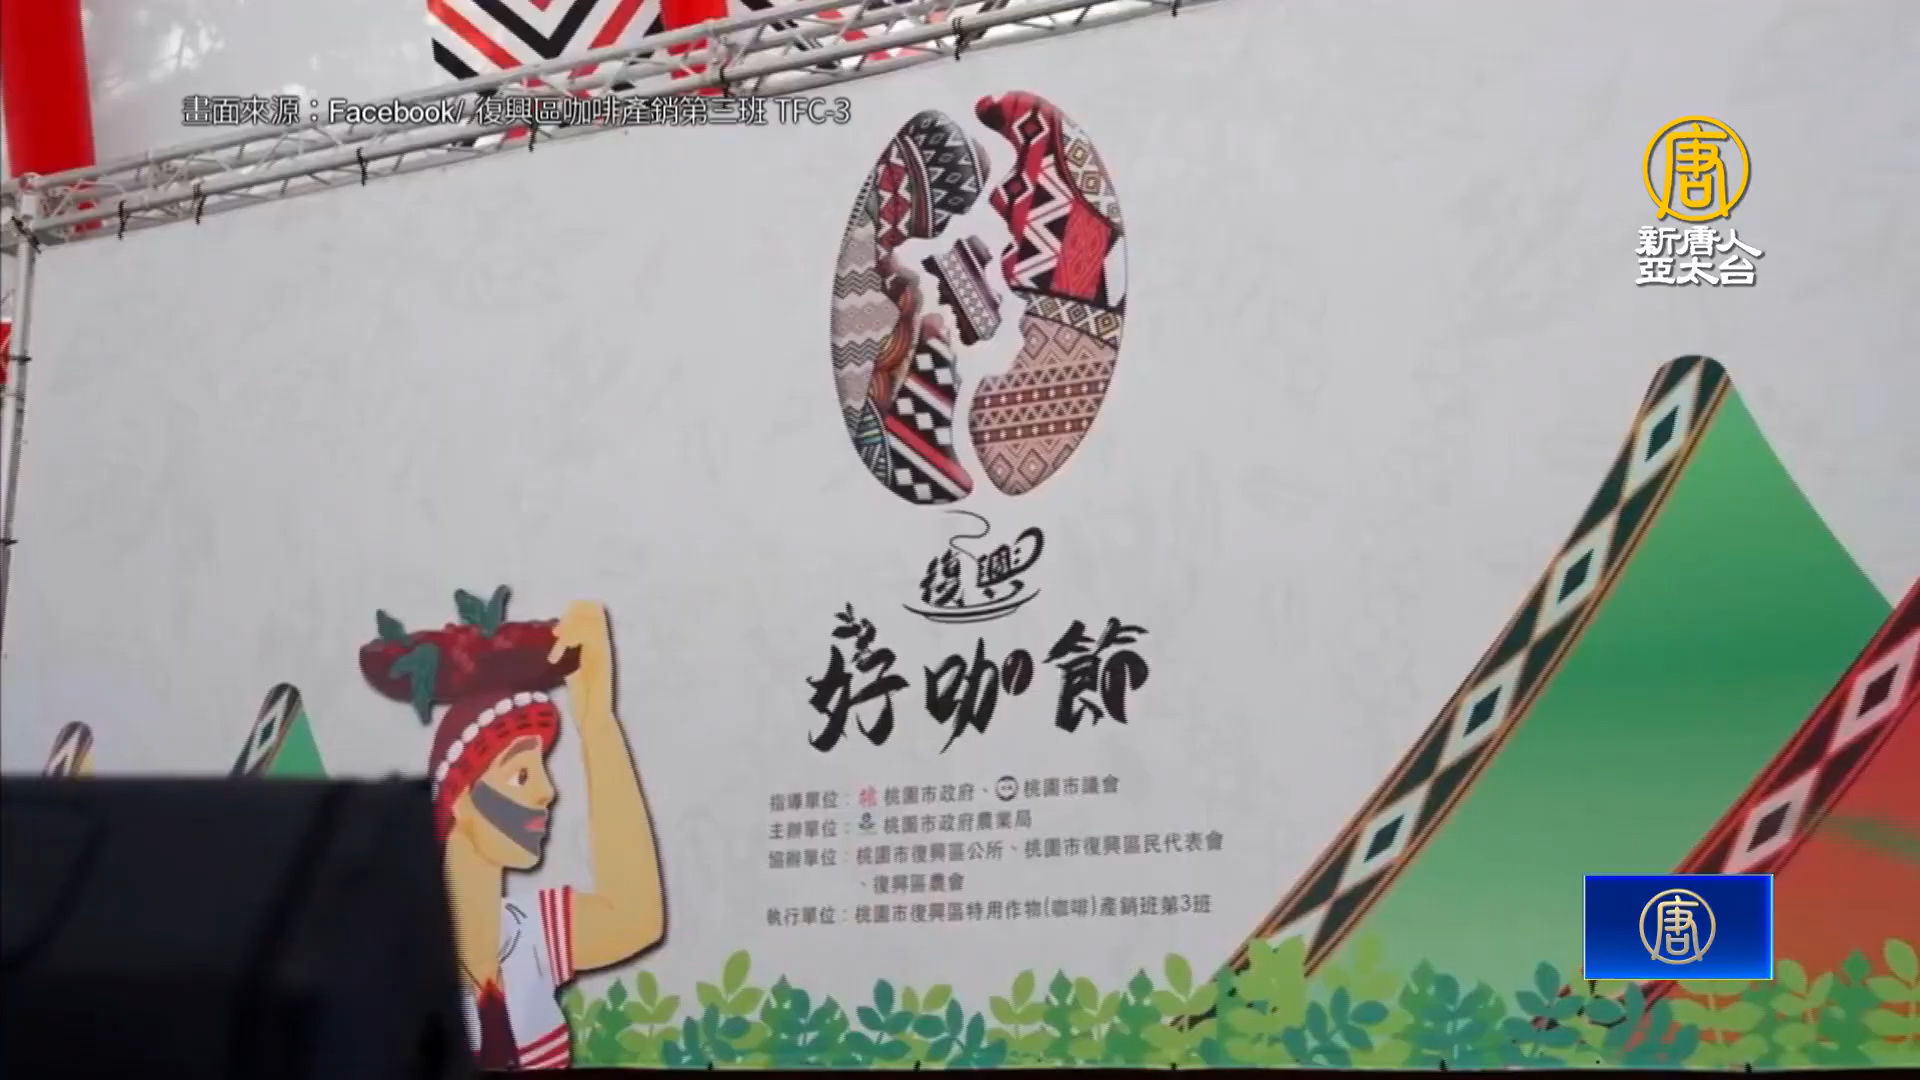 畫面來源：Facebook/ 復興區咖啡產銷第三班 TFC-3
唐
新唐人
亞太台
復興
好咖節
指導單位：桃 桃園市政府、桃園市議會
主辦單位：桃園市政府農業局
協辦單位：桃園市復興區公所、桃園市復興區民代表會
、復興區農會
執行單位：桃園市復興區特用作物(咖啡)產銷班第3班
唐